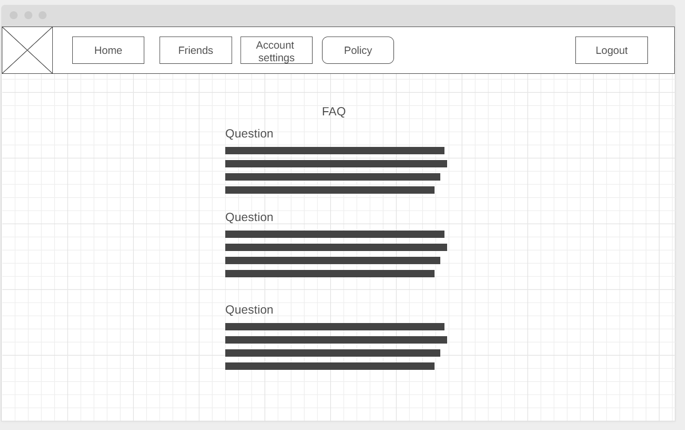 Home
Friends
Account
settings
Policy
Logout
FAQ
Question
Question
Question